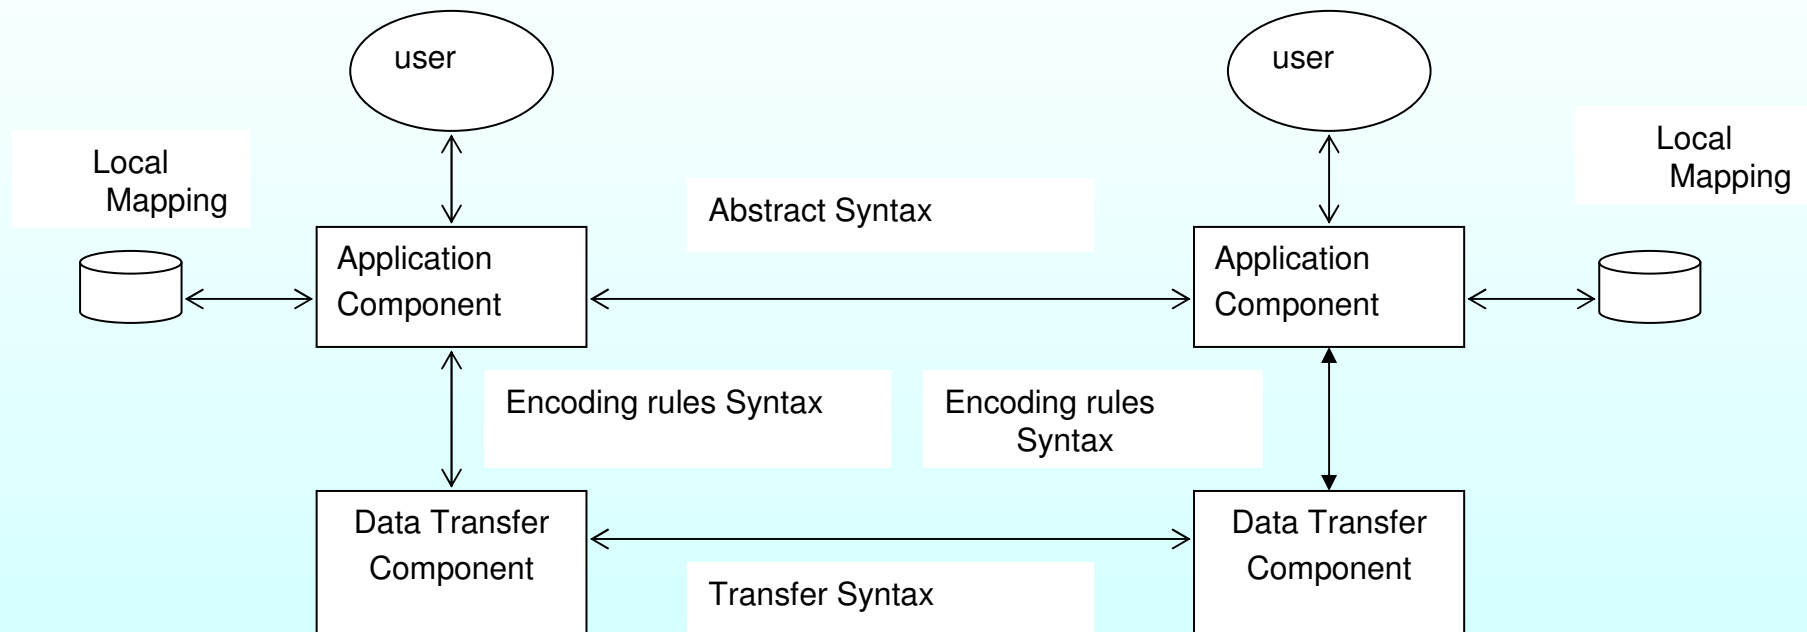 user
user
Local
Mapping
Local
Mapping
Abstract Syntax
Application
Component
Application
Component
Encoding rules Syntax
Encoding rules
Syntax
Data Transfer
Component
Data Transfer
Component
Transfer Syntax